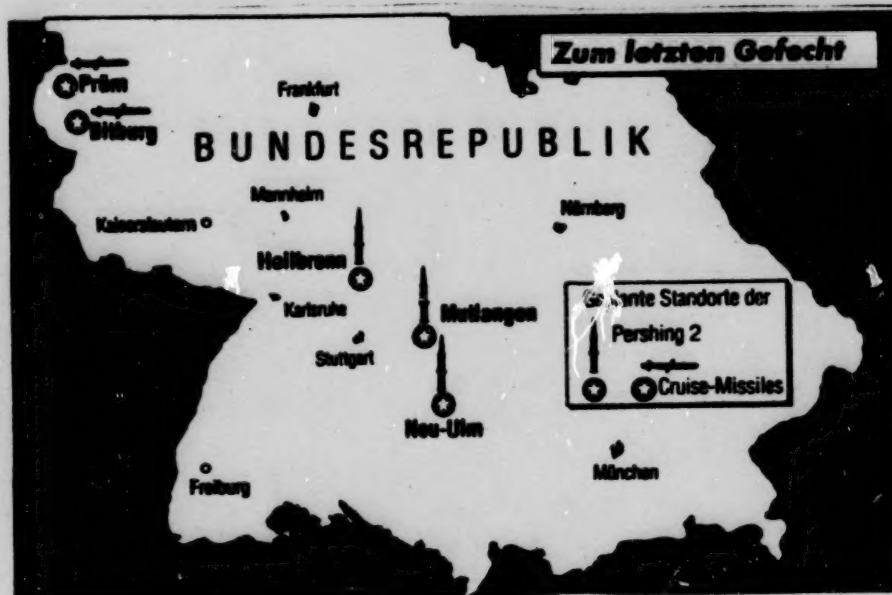 Zum letzten Gefecht
Prüm
Bitburg
Frankfurt
BUNDESREPUBLIK
Mannheim
Nürnberg
Kaiserslautern
Heilbronn
Karlsruhe
Mutlangen
Stuttgart
Neu-Ulm
Freiburg
München
Geplante Standorte der
Pershing 2
Cruise-Missiles